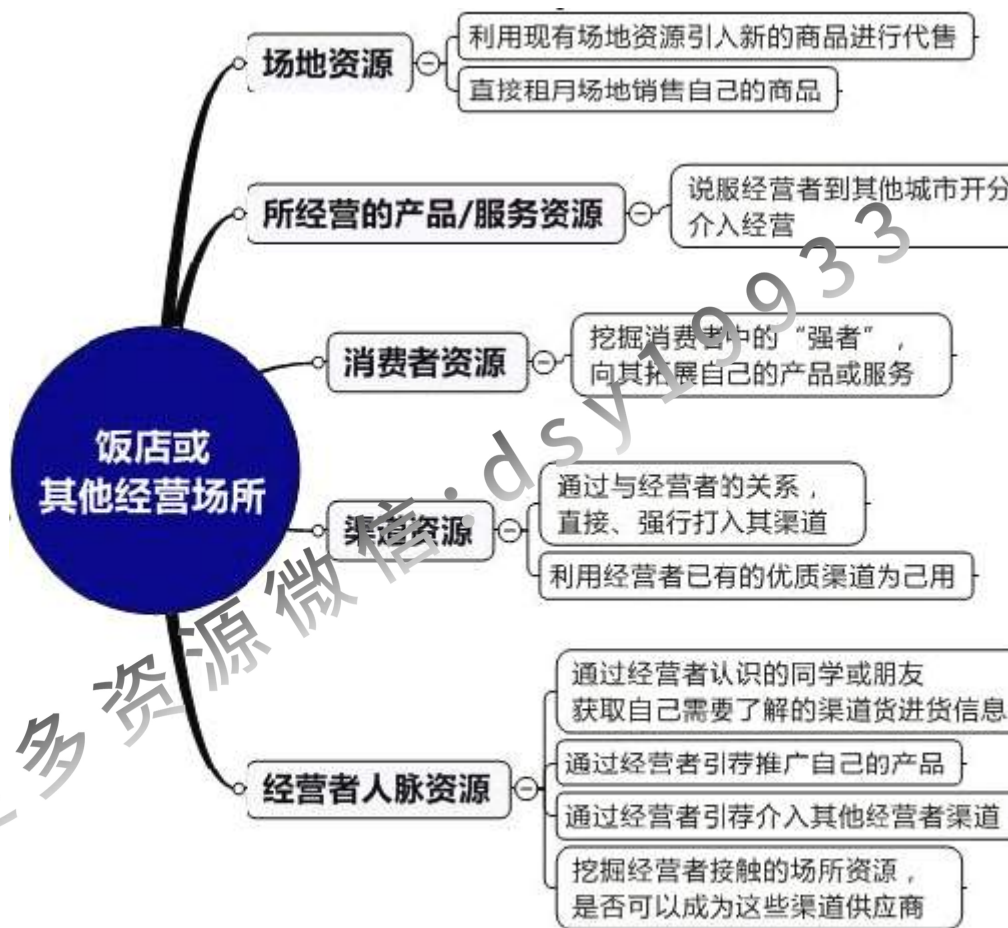 场地资源
利用现有场地资源引入新的商品进行代售
直接租月场地销售自己的商品
所经营的产品/服务资源
说服经营者到其他城市开分
介入经营
消费者资源
挖掘消费者中的“强者”，
向其拓展自己的产品或服务
饭店或
其他经营场所
渠道资源
通过与经营者的关系，
直接、强行打入其渠道
利用经营者已有的优质渠道为己用
经营者人脉资源
通过经营者认识的同学或朋友
获取自己需要了解的渠道货进货信息
通过经营者引荐推广自己的产品
通过经营者引荐介入其他经营者渠道
挖掘经营者接触的场所资源，
是否可以成为这些渠道供应商
多资源微信:dsy19933